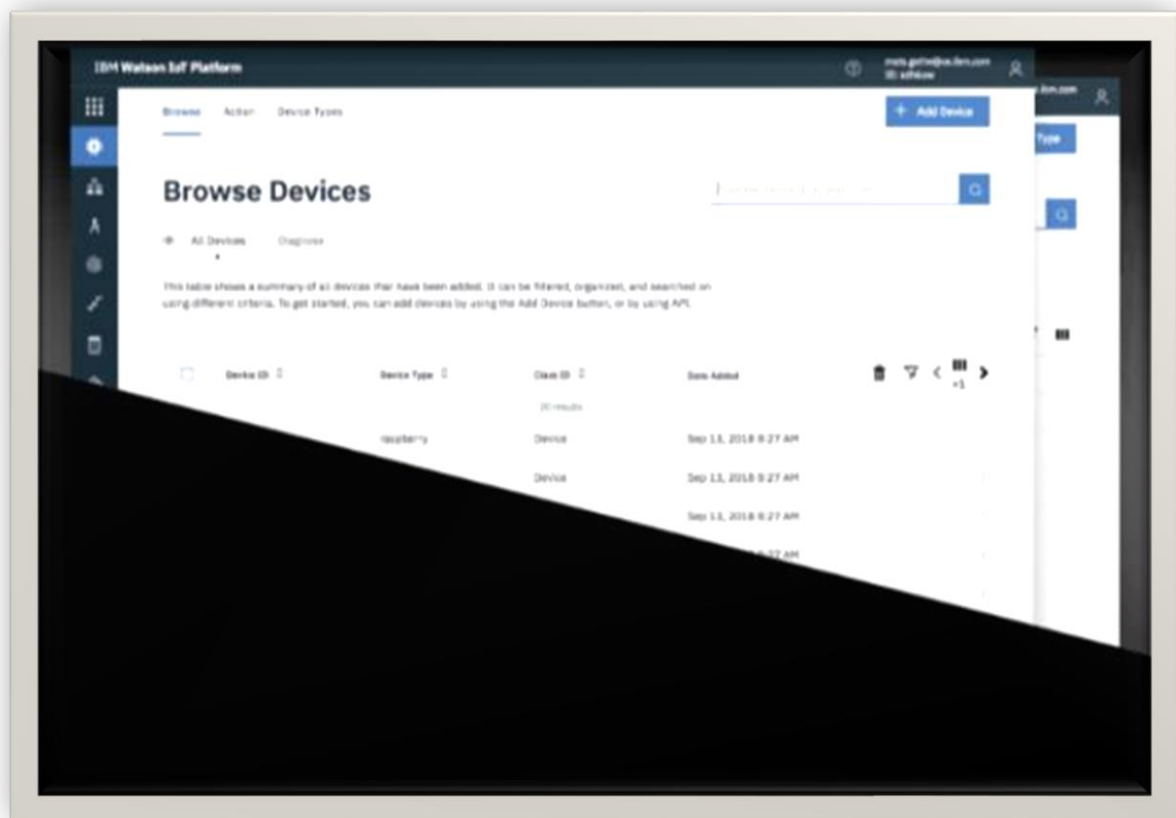 IBM Watson IoT Platform
Browse Action Device Types
+ Add Device
Type
Browse Devices
All Devices Diagnose
This table shows a summary of all devices that have been added. It can be filtered, organized, and searched on
using different criteria. To get started, you can add devices by using the Add Device button, or by using API.
Device ID Device Type Class ID Date Added
+1
results
raspberry Device Sep 13, 2018 8:27 AM
Device Sep 13, 2018 8:27 AM
Sep 13, 2018 8:27 AM
AM